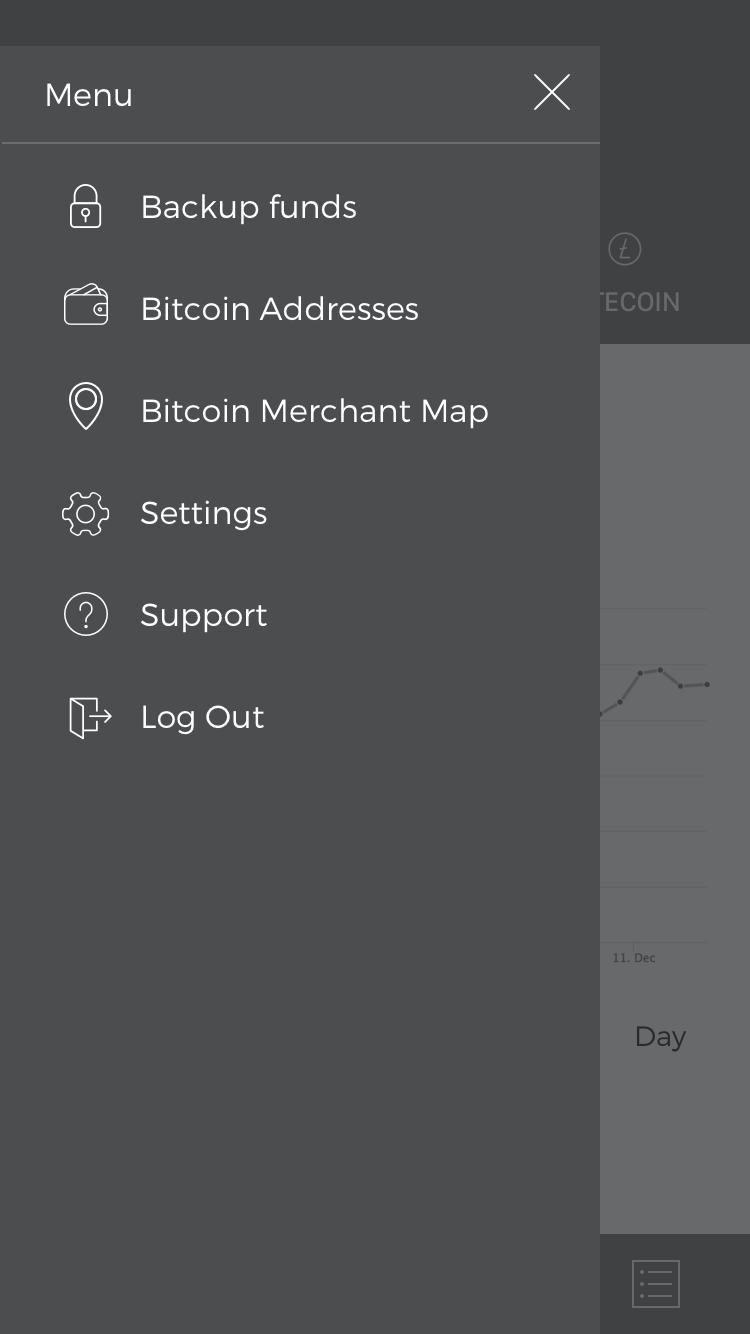 Menu
Backup funds
Bitcoin Addresses
Bitcoin Merchant Map
Settings
Support
Log Out
TECOIN
11. Dec
Day